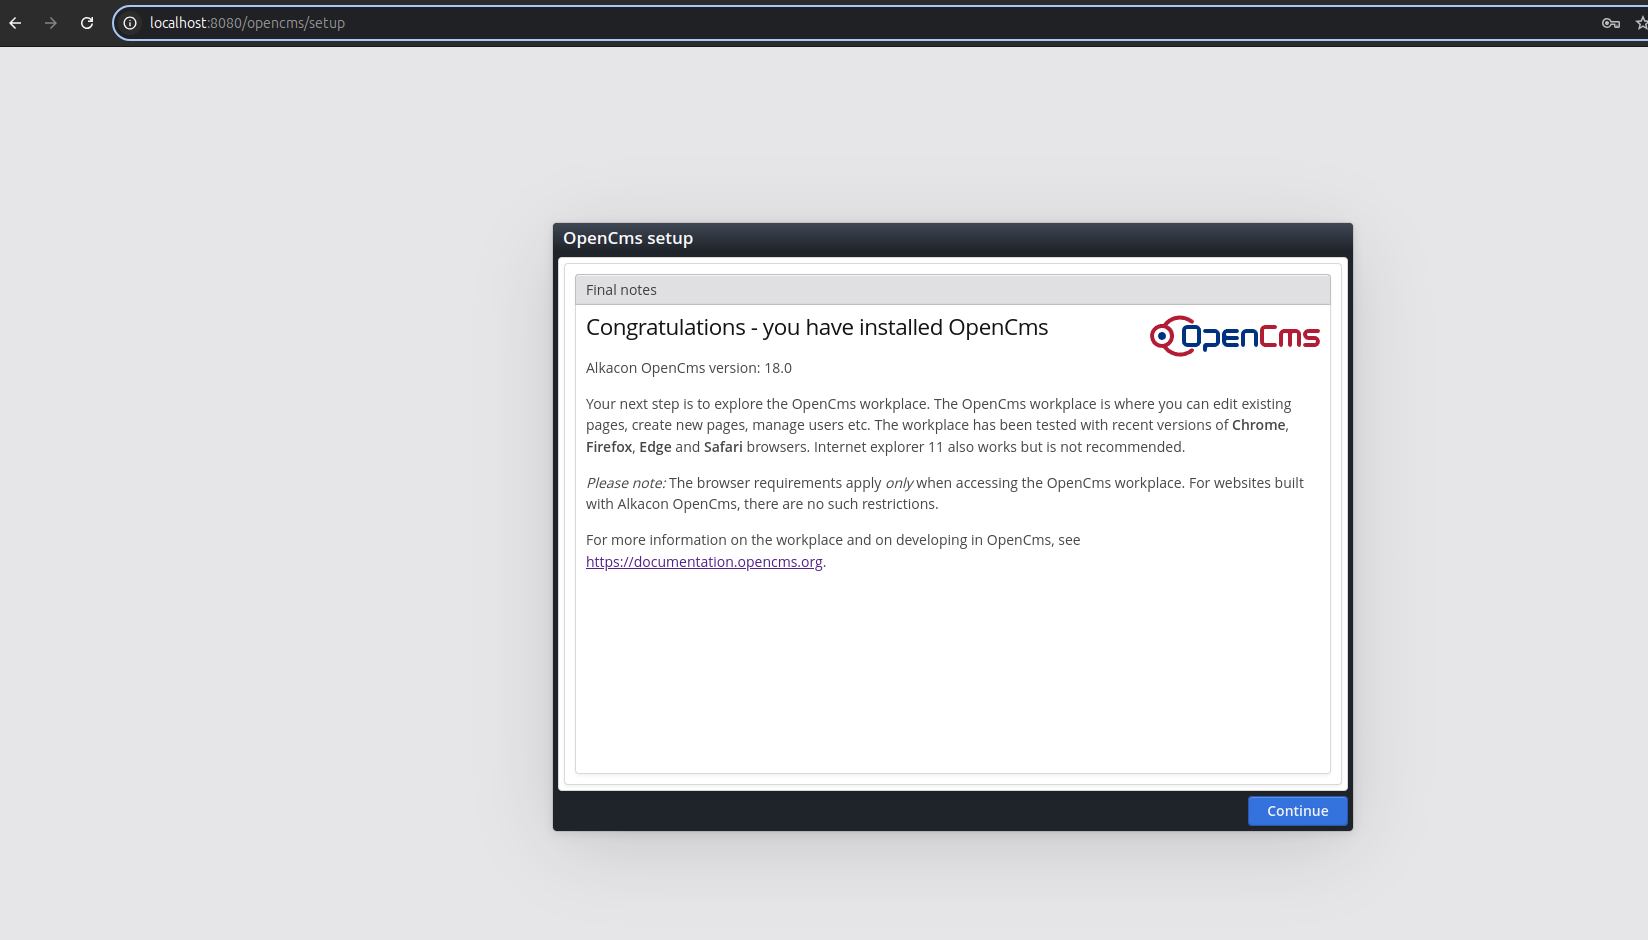 localhost:8080/opencms/setup
OpenCms setup
Final notes
Congratulations - you have installed OpenCms
OpenCms
Alkacon OpenCms version: 18.0
Your next step is to explore the OpenCms workplace. The OpenCms workplace is where you can edit existing
pages, create new pages, manage users etc. The workplace has been tested with recent versions of Chrome,
Firefox, Edge and Safari browsers. Internet explorer 11 also works but is not recommended.
Please note: The browser requirements apply only when accessing the OpenCms workplace. For websites built
with Alkacon OpenCms, there are no such restrictions.
For more information on the workplace and on developing in OpenCms, see
https://documentation.opencms.org.
Continue